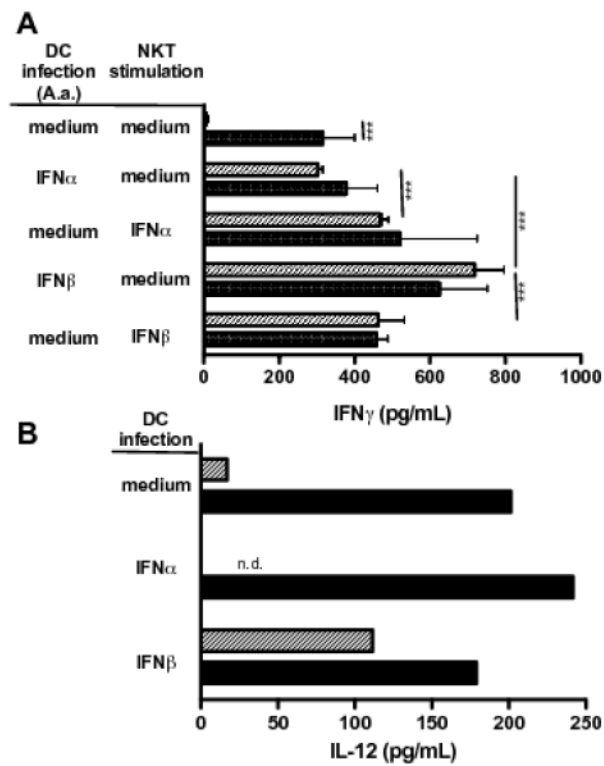 A
DC NKT
infection stimulation
(A.a.)
medium medium
***
IFNα medium
***
***
medium IFNα
IFNβ medium
***
medium IFNβ
0 200 400 600 800 1000
IFNγ (pg/mL)
B
DC
infection
medium
n.d.
IFNα
IFNβ
0 50 100 150 200 250
IL-12 (pg/mL)